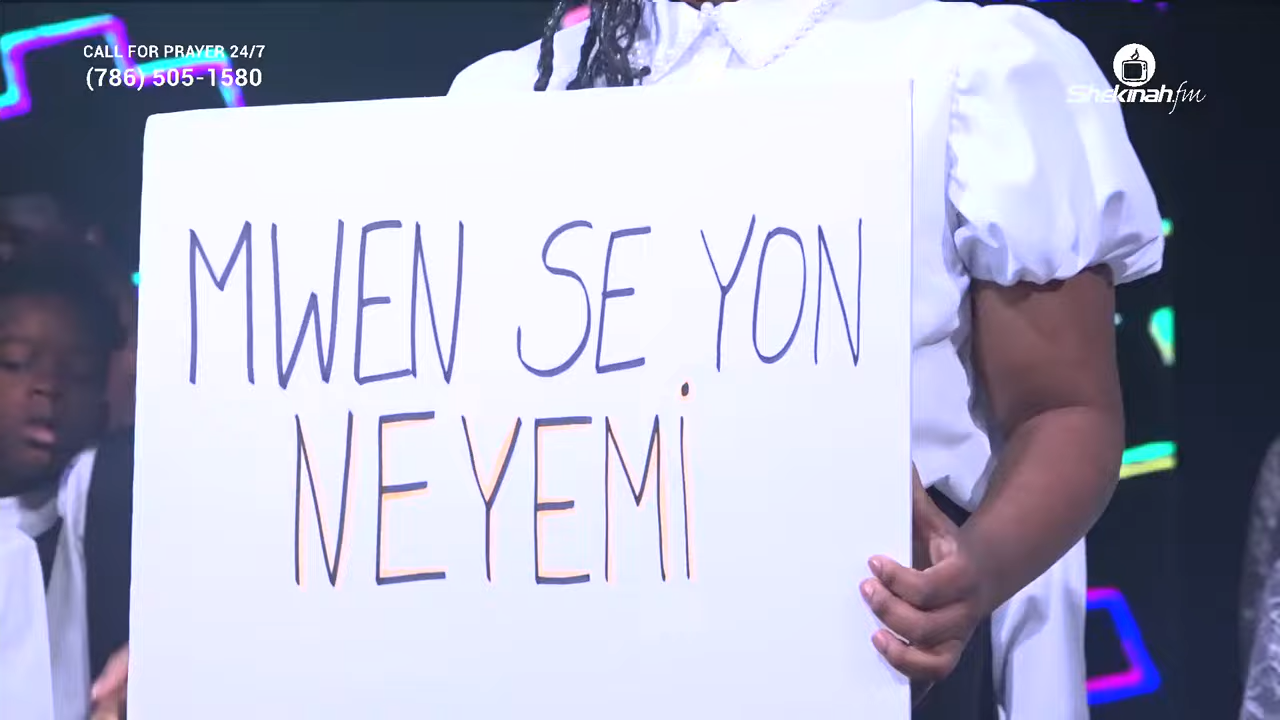 CALL FOR PRAYER 24/7
(786) 505-1580
Shekinah.fm
MWEN SE YON
NEYEMi